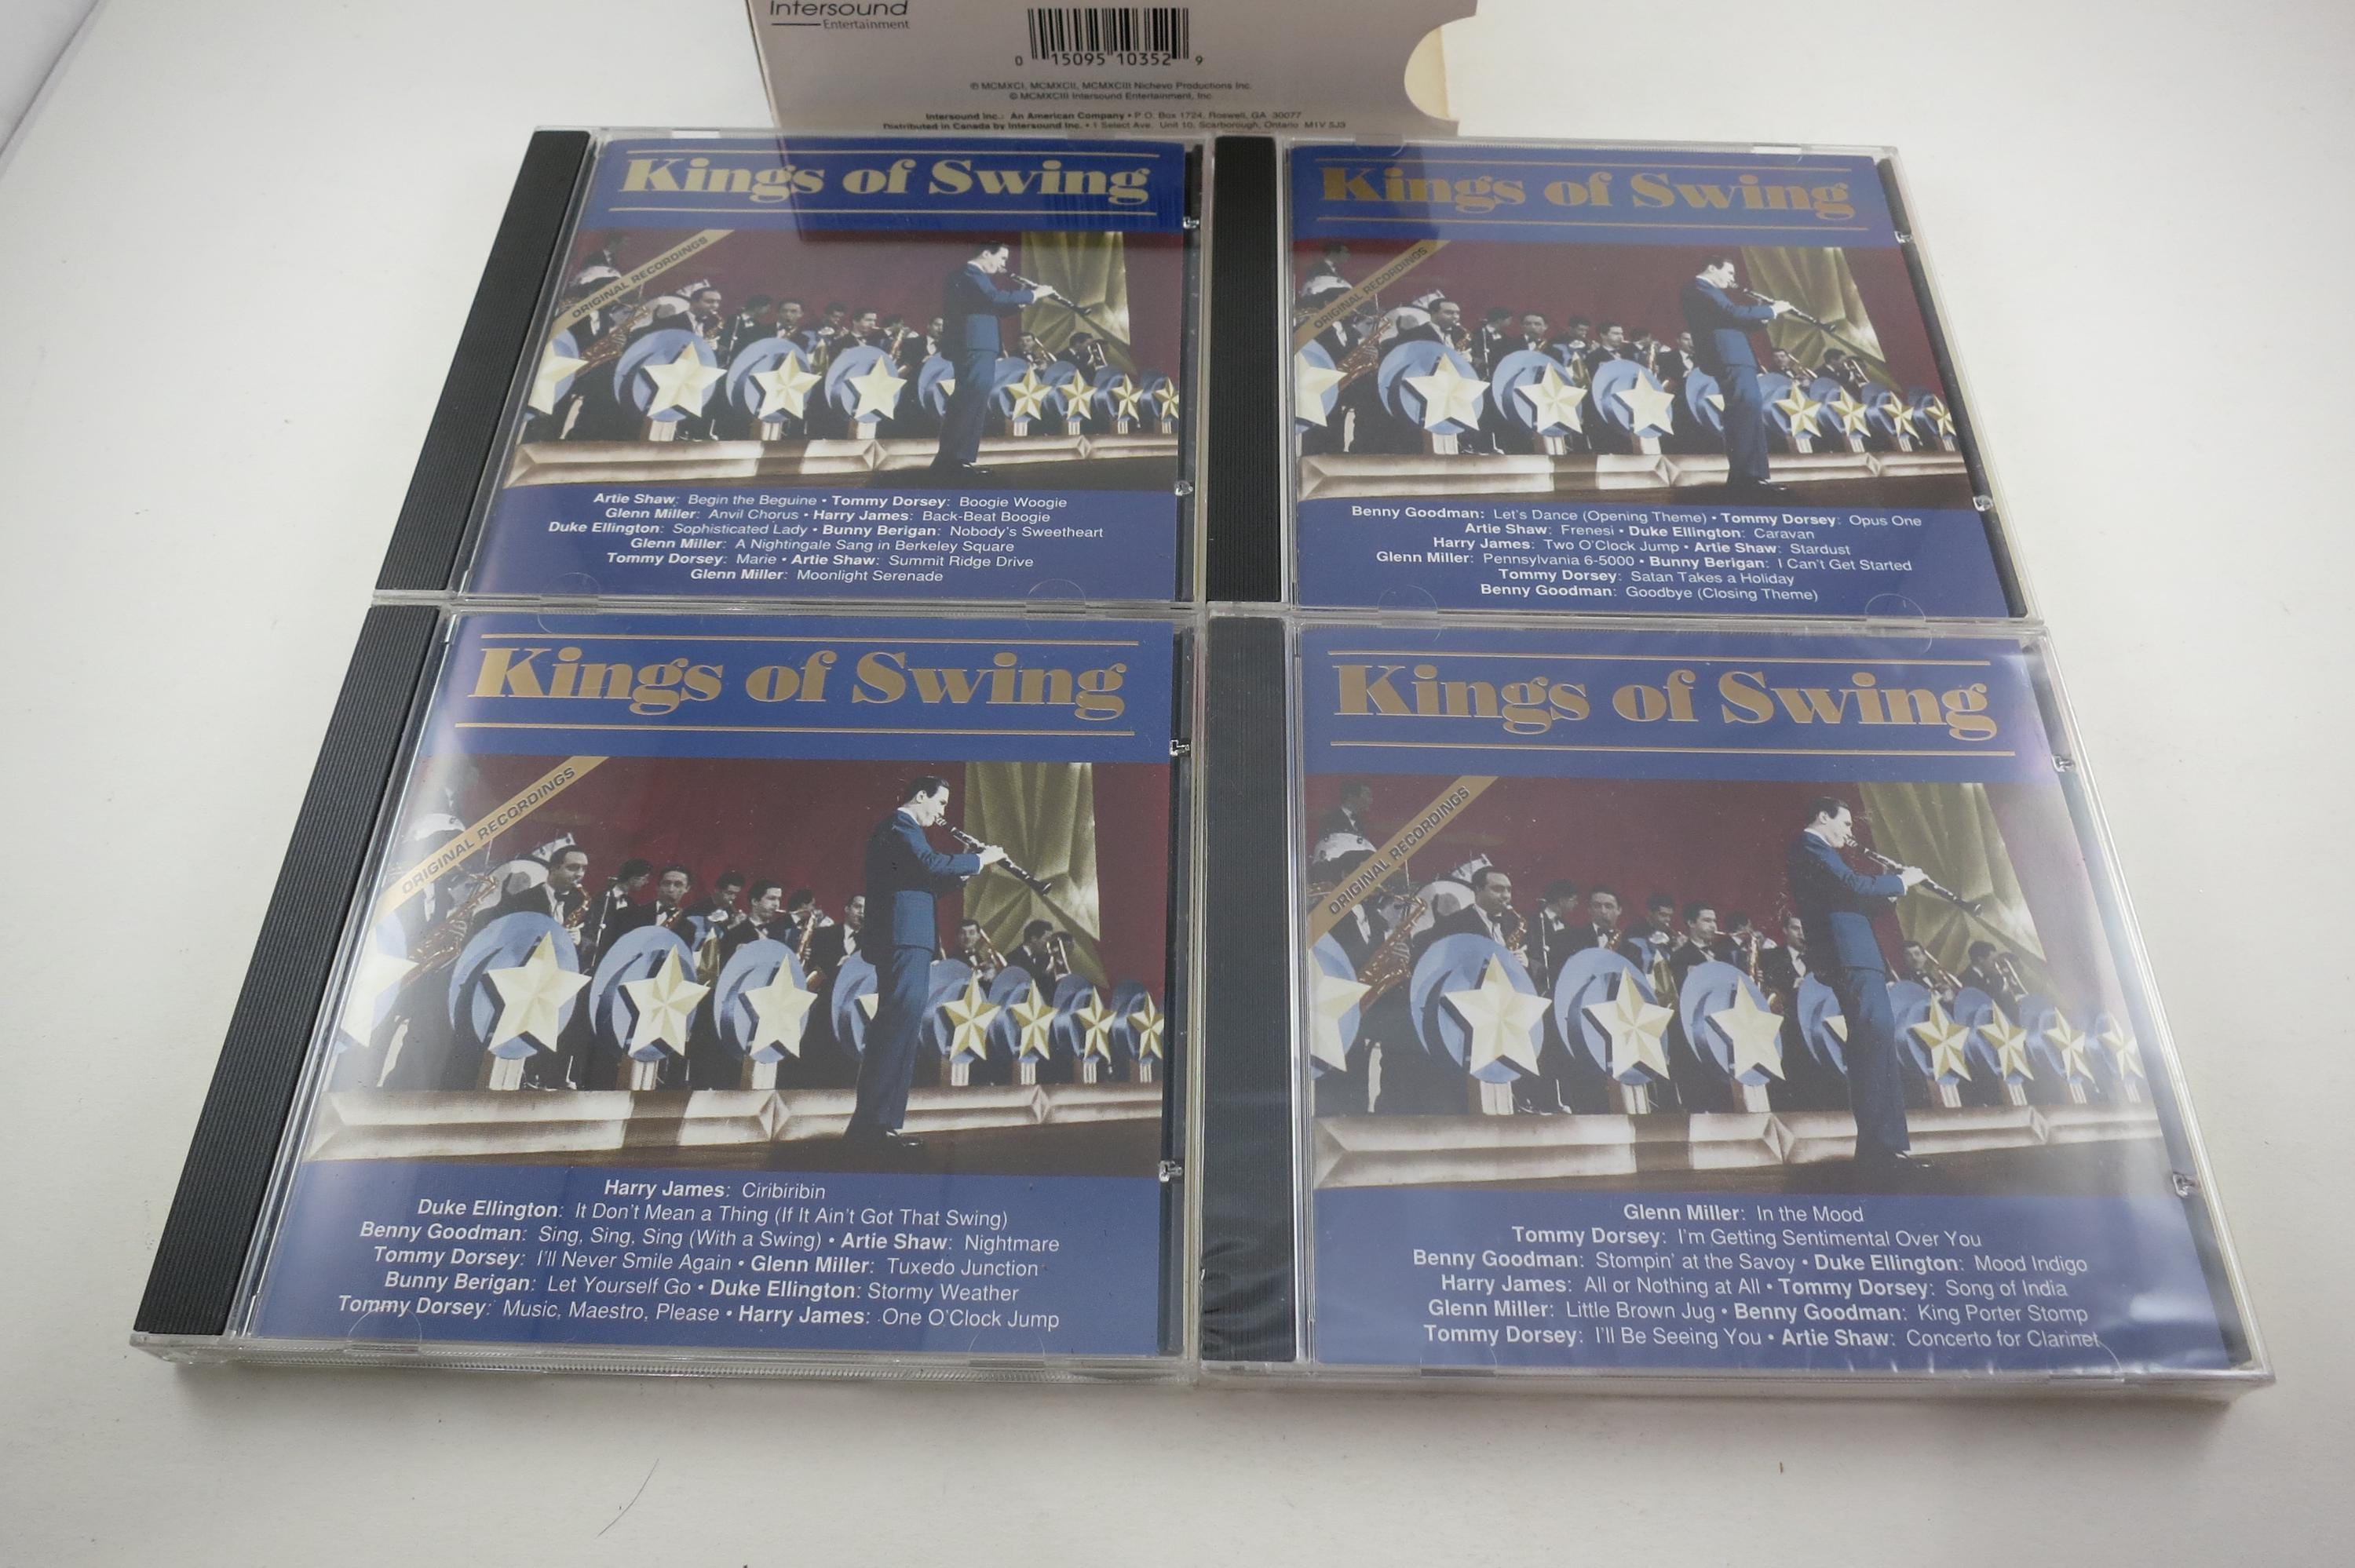 Intersound
Entertainment
0 15095 10352 9
℗ MCMXCI, MCMXCII, MCMXCIII Nichevo Productions Inc.
© MCMXCIII Intersound Entertainment, Inc.
Intersound Inc.: An American Company • P.O. Box 1724, Roswell, GA 30077
Distributed in Canada by Intersound Inc. • 1 Select Ave. Unit 10, Scarborough, Ontario M1V 5J3
Kings of Swing
ORIGINAL RECORDINGS
Artie Shaw: Begin the Beguine • Tommy Dorsey: Boogie Woogie
Glenn Miller: Anvil Chorus • Harry James: Back-Beat Boogie
Duke Ellington: Sophisticated Lady • Bunny Berigan: Nobody's Sweetheart
Glenn Miller: A Nightingale Sang in Berkeley Square
Tommy Dorsey: Marie • Artie Shaw: Summit Ridge Drive
Glenn Miller: Moonlight Serenade
Kings of Swing
ORIGINAL RECORDINGS
Benny Goodman: Let's Dance (Opening Theme) • Tommy Dorsey: Opus One
Artie Shaw: Frenesi • Duke Ellington: Caravan
Harry James: Two O'Clock Jump • Artie Shaw: Stardust
Glenn Miller: Pennsylvania 6-5000 • Bunny Berigan: I Can't Get Started
Tommy Dorsey: Satan Takes a Holiday
Benny Goodman: Goodbye (Closing Theme)
Kings of Swing
ORIGINAL RECORDINGS
Harry James: Ciribiribin
Duke Ellington: It Don't Mean a Thing (If It Ain't Got That Swing)
Benny Goodman: Sing, Sing, Sing (With a Swing) • Artie Shaw: Nightmare
Tommy Dorsey: I'll Never Smile Again • Glenn Miller: Tuxedo Junction
Bunny Berigan: Let Yourself Go • Duke Ellington: Stormy Weather
Tommy Dorsey: Music, Maestro, Please • Harry James: One O'Clock Jump
Kings of Swing
ORIGINAL RECORDINGS
Glenn Miller: In the Mood
Tommy Dorsey: I'm Getting Sentimental Over You
Benny Goodman: Stompin' at the Savoy • Duke Ellington: Mood Indigo
Harry James: All or Nothing at All • Tommy Dorsey: Song of India
Glenn Miller: Little Brown Jug • Benny Goodman: King Porter Stomp
Tommy Dorsey: I'll Be Seeing You • Artie Shaw: Concerto for Clarinet